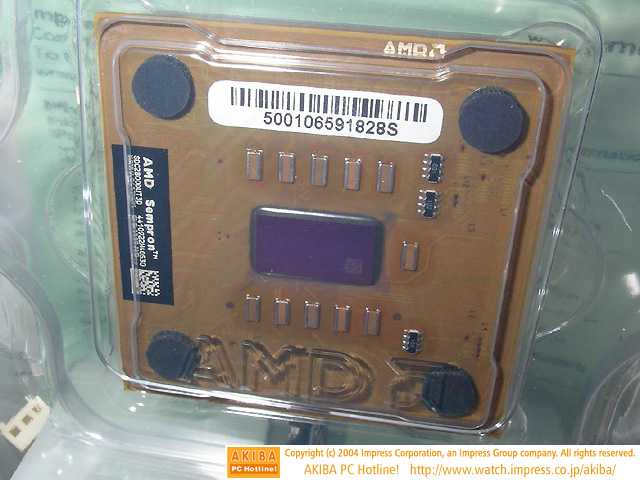 AMD
500106591828S
AMD Sempron™
SDC2800DUT3D
AMD
AKIBA
PC Hotline!
Copyright (c) 2004 Impress Corporation, an Impress Group company. All rights reserved.
AKIBA PC Hotline! http://www.watch.impress.co.jp/akiba/